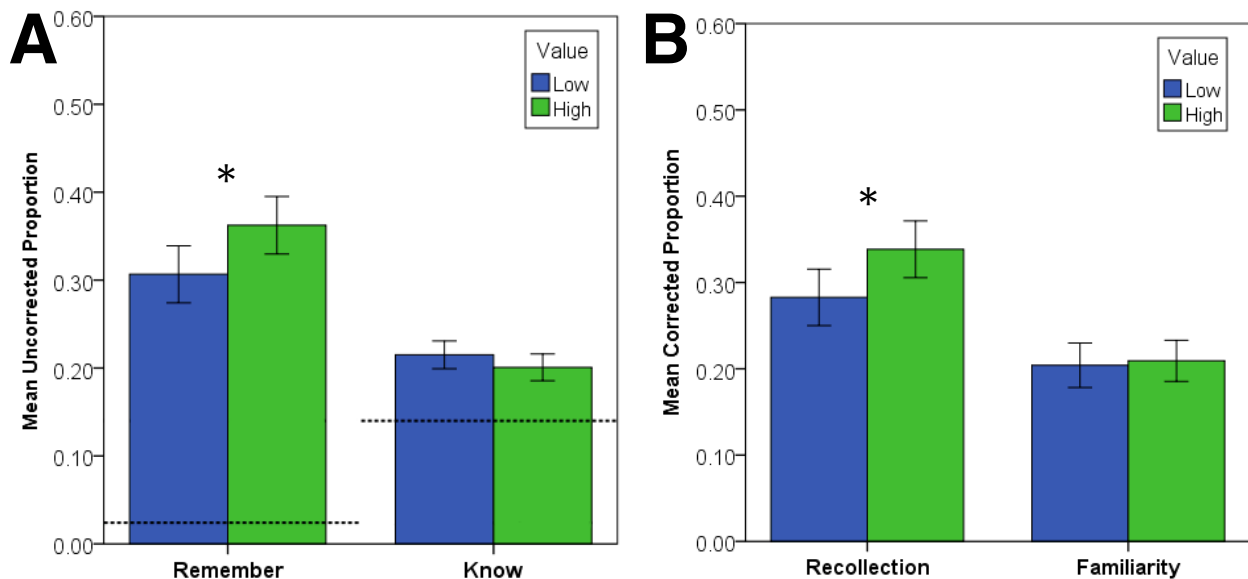 A
Mean Uncorrected Proportion
0.60
0.50
0.40
0.30
0.20
0.10
0.00
Value
Low
High
*
Remember
Know
B
Mean Corrected Proportion
0.60
0.50
0.40
0.30
0.20
0.10
0.00
Value
Low
High
*
Recollection
Familiarity